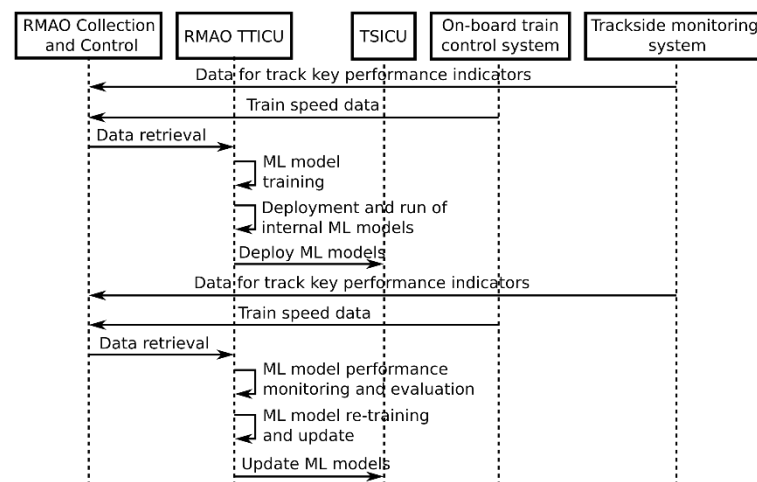 RMAO Collection
and Control
RMAO TTICU
TSICU
On-board train
control system
Trackside monitoring
system
Data for track key performance indicators
Train speed data
Data retrieval
ML model
training
Deployment and run of
internal ML models
Deploy ML models
Data for track key performance indicators
Train speed data
Data retrieval
ML model performance
monitoring and evaluation
ML model re-training
and update
Update ML models